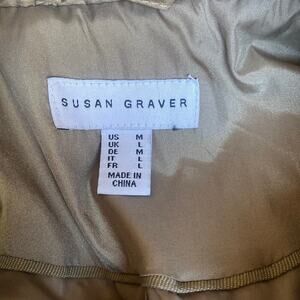 SUSAN GRAVER
US M
UK L
DE M
IT L
FR L
MADE IN
CHINA